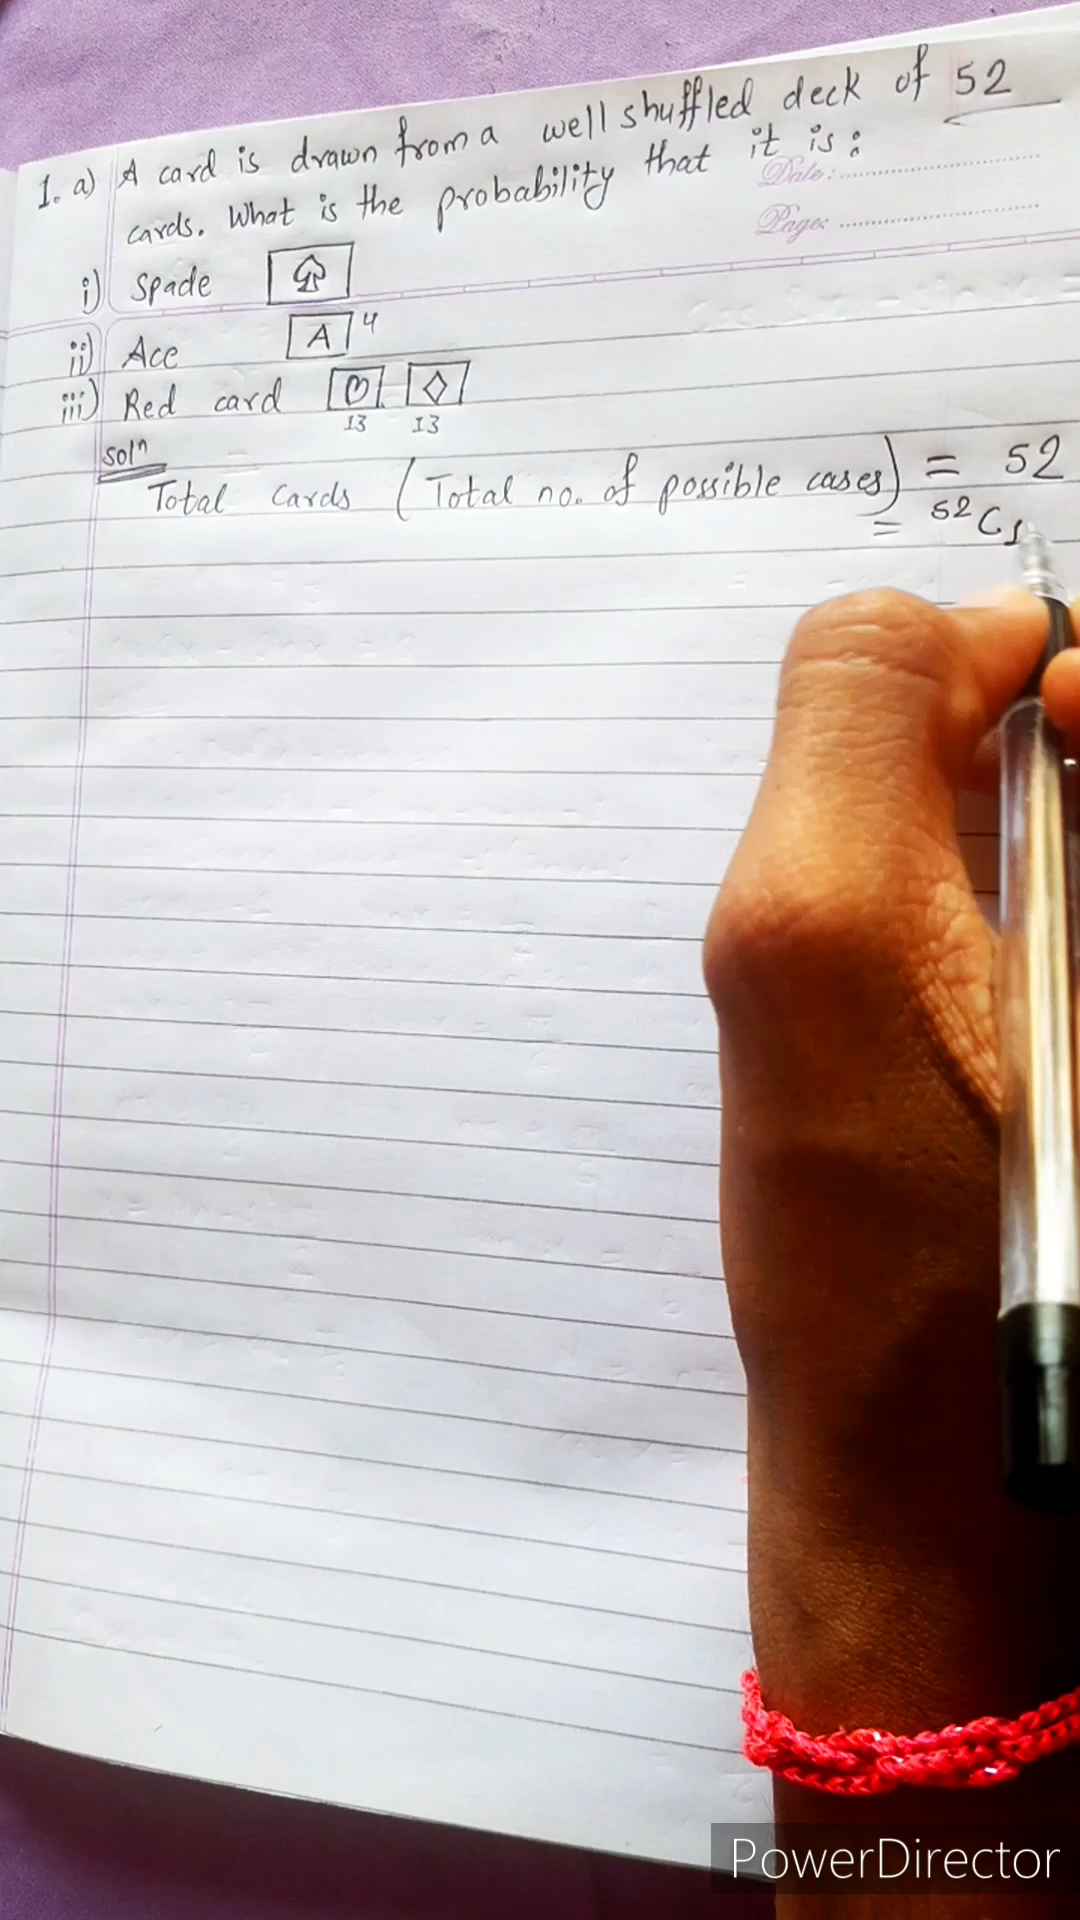 1. a) A card is drawn from a well shuffled deck of 52
cards. What is the probability that it is :
Date:
Page:
i) Spade
ii) Ace A 4
iii) Red card
13 13
Solⁿ
Total Cards (Total no. of possible cases) = 52
= ⁵²C₁
PowerDirector